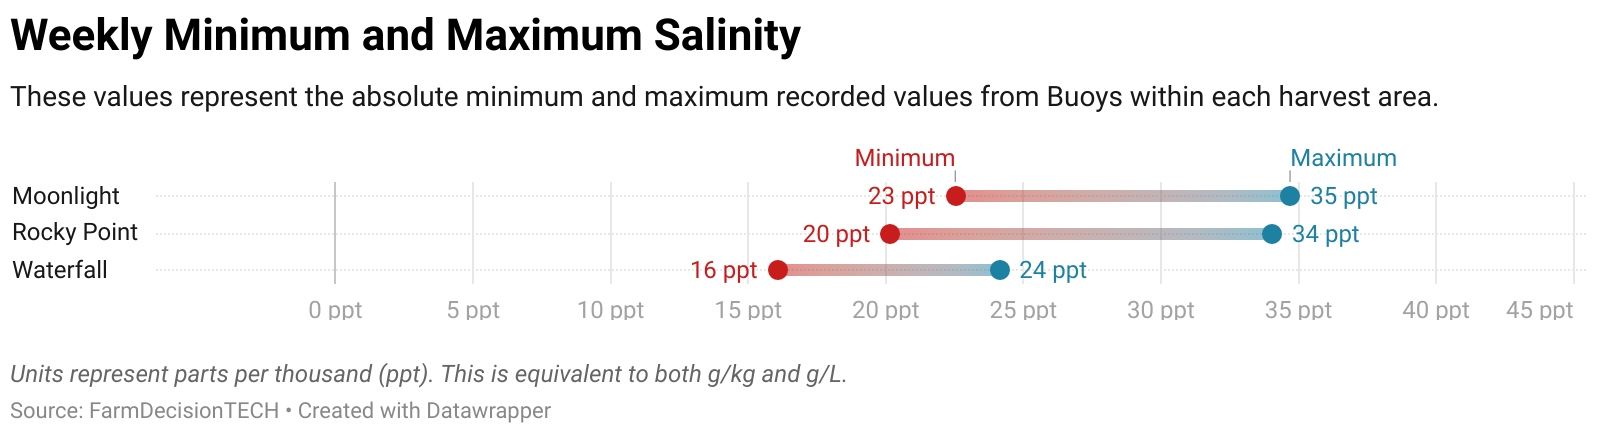 Weekly Minimum and Maximum Salinity
These values represent the absolute minimum and maximum recorded values from Buoys within each harvest area.
Minimum Maximum
Moonlight 23 ppt 35 ppt
Rocky Point 20 ppt 34 ppt
Waterfall 16 ppt 24 ppt
0 ppt 5 ppt 10 ppt 15 ppt 20 ppt 25 ppt 30 ppt 35 ppt 40 ppt 45 ppt
Units represent parts per thousand (ppt). This is equivalent to both g/kg and g/L.
Source: FarmDecisionTECH • Created with Datawrapper